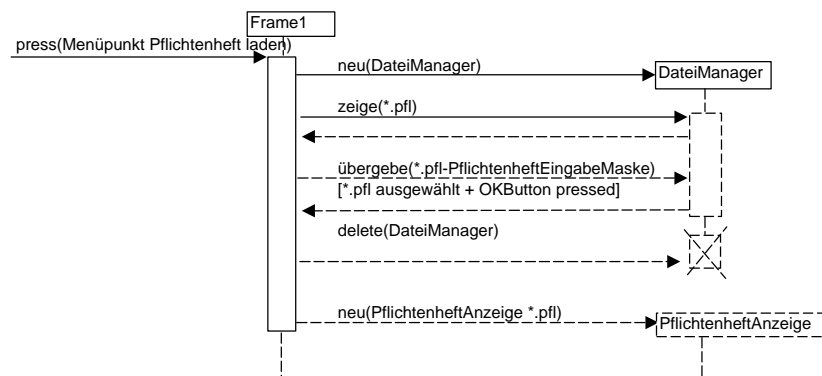 Frame1
press(Menüpunkt Pflichtenheft laden)
neu(DateiManager)
DateiManager
zeige(*.pfl)
übergebe(*.pfl-PflichtenheftEingabeMaske)
[*.pfl ausgewählt + OKButton pressed]
delete(DateiManager)
neu(PflichtenheftAnzeige *.pfl)
PflichtenheftAnzeige